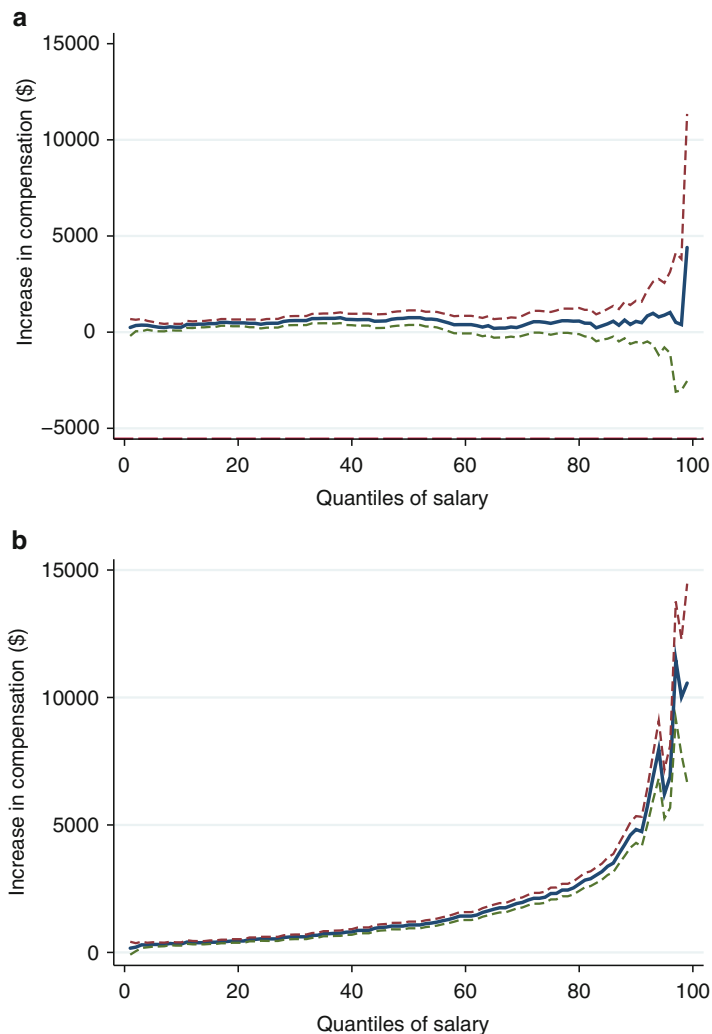 a
15000
10000
5000
0
−5000
Increase in compensation ($)
0 20 40 60 80 100
Quantiles of salary
b
15000
10000
5000
0
Increase in compensation ($)
0 20 40 60 80 100
Quantiles of salary